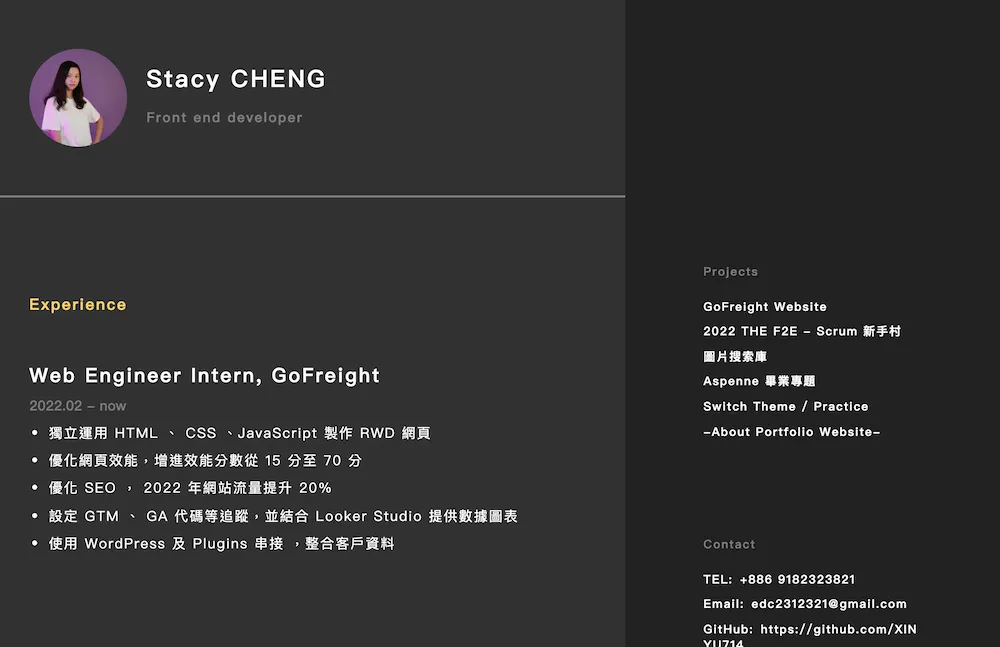 Stacy CHENG
Front end developer
Experience
Web Engineer Intern, GoFreight
2022.02 – now
• 獨立運用 HTML 、 CSS 、JavaScript 製作 RWD 網頁
• 優化網頁效能，增進效能分數從 15 分至 70 分
• 優化 SEO ， 2022 年網站流量提升 20%
• 設定 GTM 、 GA 代碼等追蹤，並結合 Looker Studio 提供數據圖表
• 使用 WordPress 及 Plugins 串接 ，整合客戶資料
Projects
GoFreight Website
2022 THE F2E – Scrum 新手村
圖片搜索庫
Aspenne 畢業專題
Switch Theme / Practice
–About Portfolio Website–
Contact
TEL: +886 9182323821
Email: edc2312321@gmail.com
GitHub: https://github.com/XIN
YU714